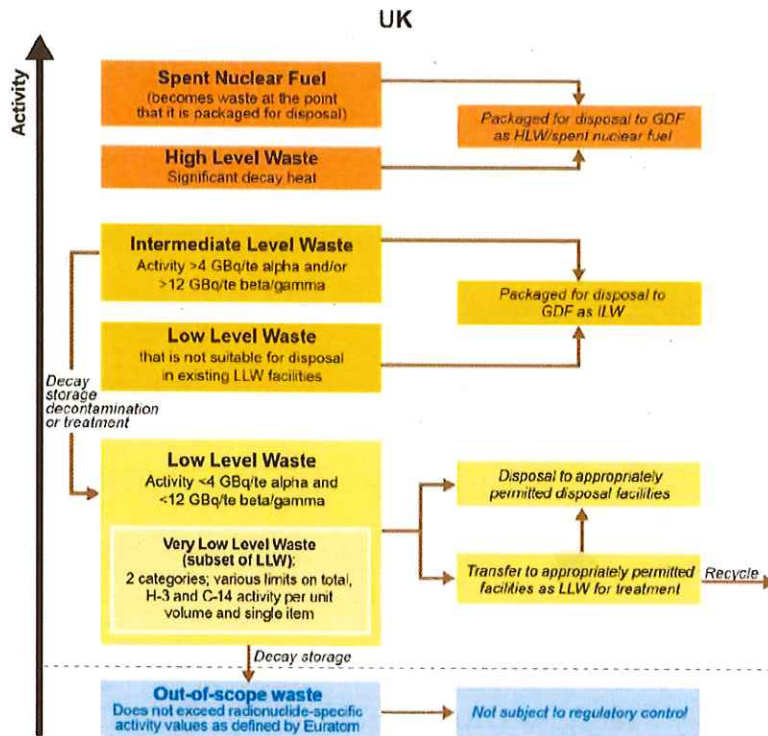 UK
Activity
Spent Nuclear Fuel
(becomes waste at the point
that it is packaged for disposal)
Packaged for disposal to GDF
as HLW/spent nuclear fuel
High Level Waste
Significant decay heat
Intermediate Level Waste
Activity >4 GBq/te alpha and/or
>12 GBq/te beta/gamma
Packaged for disposal to
GDF as ILW
Low Level Waste
that is not suitable for disposal
in existing LLW facilities
Decay
storage
decontamination
or treatment
Low Level Waste
Activity <4 GBq/te alpha and
<12 GBq/te beta/gamma
Disposal to appropriately
permitted disposal facilities
Very Low Level Waste
(subset of LLW):
2 categories; various limits on total,
H-3 and C-14 activity per unit
volume and single item
Transfer to appropriately permitted
facilities as LLW for treatment
Recycle
Decay storage
Out-of-scope waste
Does not exceed radionuclide-specific
activity values as defined by Euratom
Not subject to regulatory control